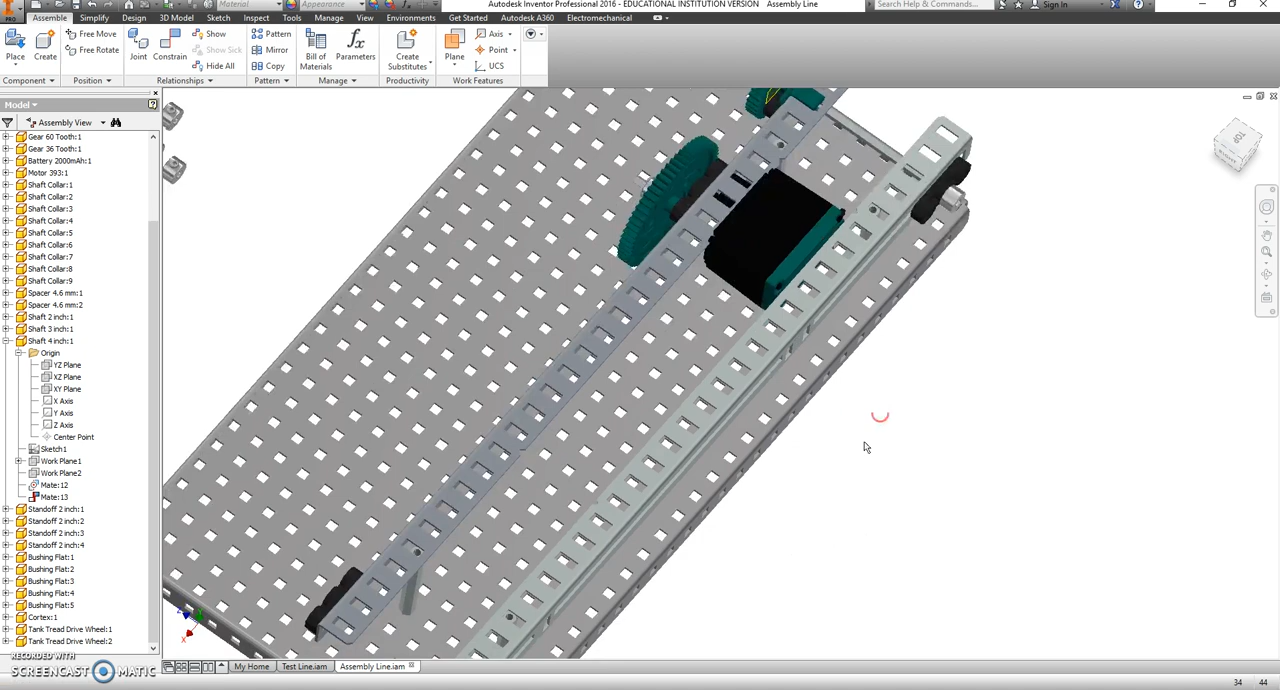 Material
Appearance
Autodesk Inventor Professional 2016 - EDUCATIONAL INSTITUTION VERSION Assembly Line
Search Help & Commands...
Sign In
PRO
Assemble
Simplify
Design
3D Model
Sketch
Inspect
Tools
Manage
View
Environments
Get Started
Autodesk A360
Electromechanical
Place
Create
Free Move
Free Rotate
Joint
Constrain
Show
Show Sick
Hide All
Pattern
Mirror
Copy
Bill of
Materials
Parameters
Create
Substitutes
Plane
Axis
Point
UCS
Component
Position
Relationships
Pattern
Manage
Productivity
Work Features
Model
Assembly View
Gear 60 Tooth:1
Gear 36 Tooth:1
Battery 2000mAh:1
Motor 393:1
Shaft Collar:1
Shaft Collar:2
Shaft Collar:3
Shaft Collar:4
Shaft Collar:5
Shaft Collar:6
Shaft Collar:7
Shaft Collar:8
Shaft Collar:9
Spacer 4.6 mm:1
Spacer 4.6 mm:2
Shaft 2 inch:1
Shaft 3 inch:1
Shaft 4 inch:1
Origin
YZ Plane
XZ Plane
XY Plane
X Axis
Y Axis
Z Axis
Center Point
Sketch1
Work Plane1
Work Plane2
Mate:12
Mate:13
Standoff 2 inch:1
Standoff 2 inch:2
Standoff 2 inch:3
Standoff 2 inch:4
Bushing Flat:1
Bushing Flat:2
Bushing Flat:3
Bushing Flat:4
Bushing Flat:5
Cortex:1
Tank Tread Drive Wheel:1
Tank Tread Drive Wheel:2
TOP
RIGHT
Z
X
My Home
Test Line.iam
Assembly Line.iam
RECORDED WITH
SCREENCAST MATIC
34 44